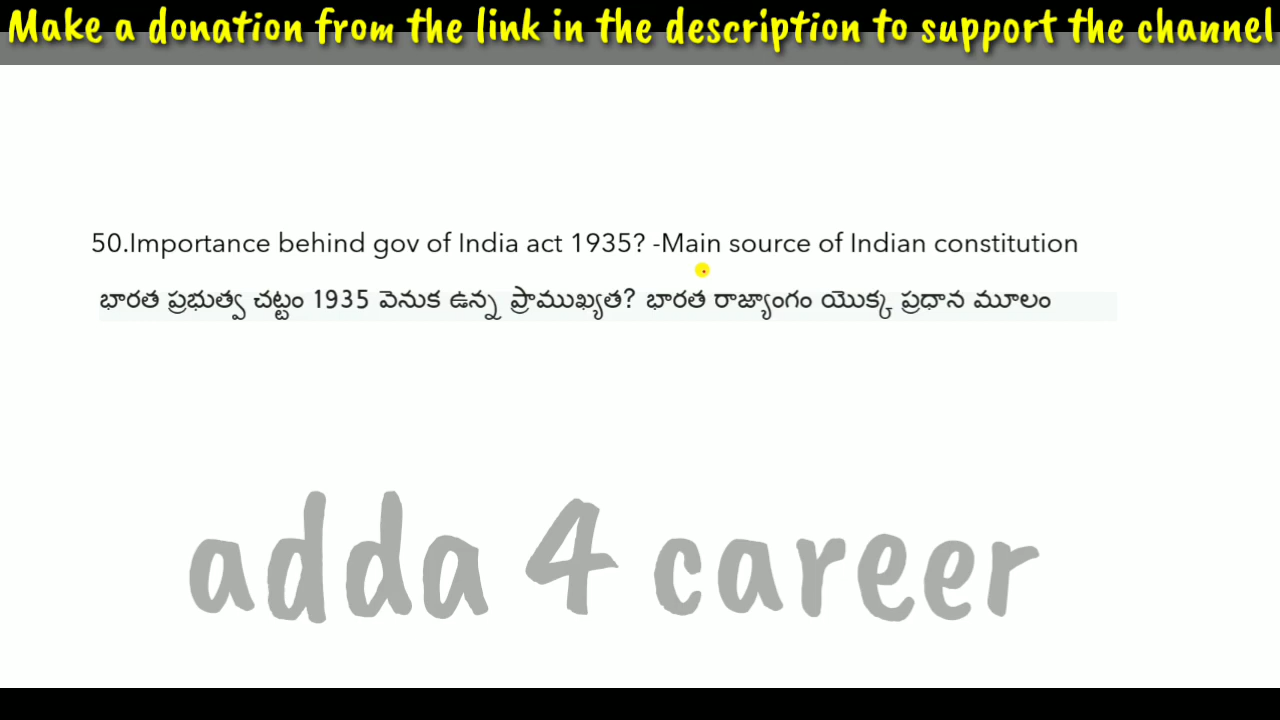 Make a donation from the link in the description to support the channel
50.Importance behind gov of India act 1935? -Main source of Indian constitution
భారత ప్రభుత్వ చట్టం 1935 వెనుక ఉన్న ప్రాముఖ్యత? భారత రాజ్యాంగం యొక్క ప్రధాన మూలం
adda 4 career